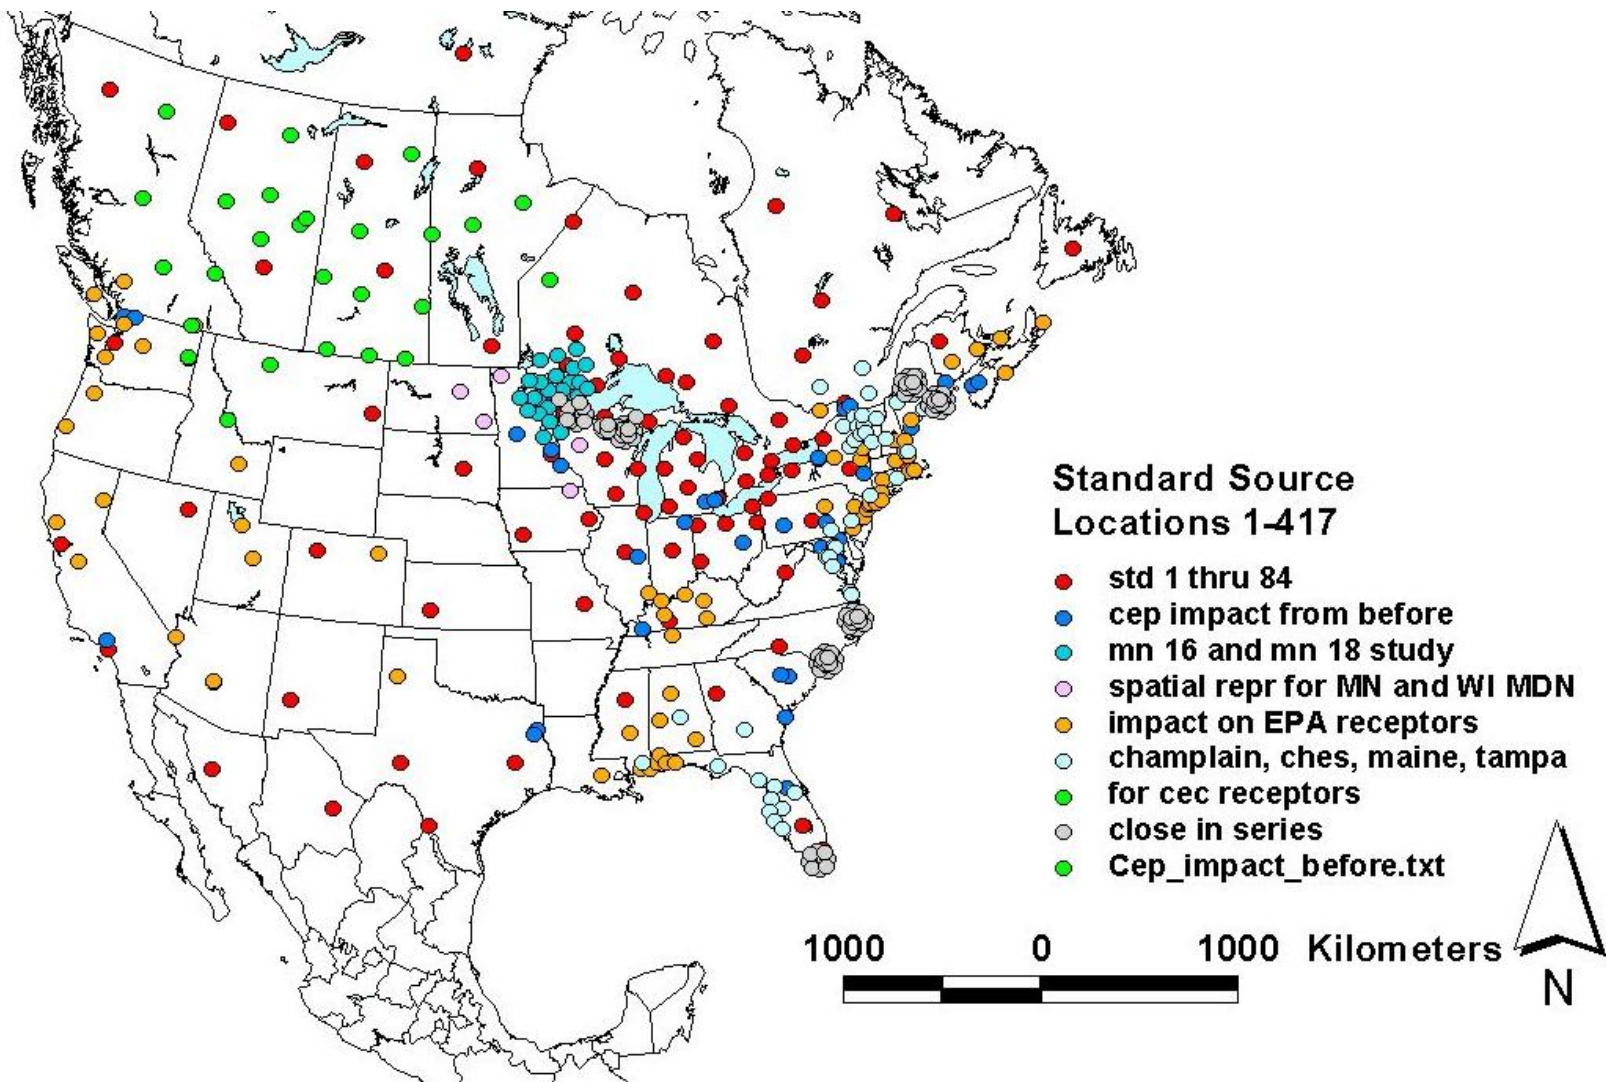 Standard Source
Locations 1-417
std 1 thru 84
cep impact from before
mn 16 and mn 18 study
spatial repr for MN and WI MDN
impact on EPA receptors
champlain, ches, maine, tampa
for cec receptors
close in series
Cep_impact_before.txt
1000 0 1000 Kilometers
N